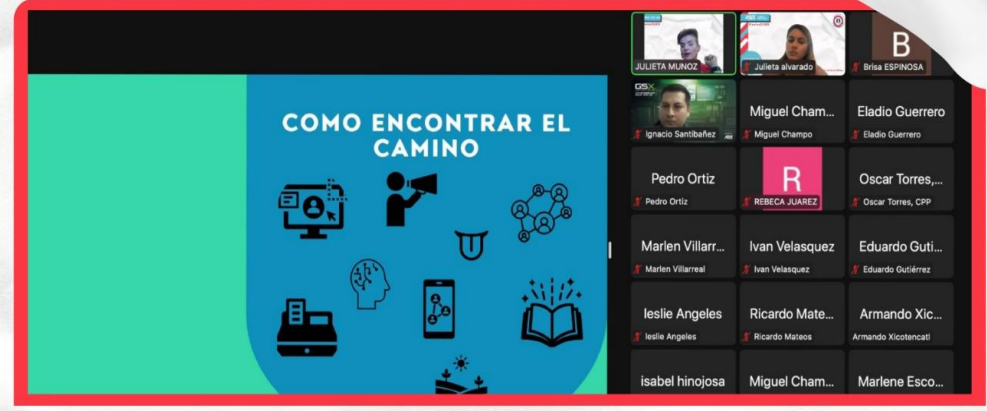 COMO ENCONTRAR EL
CAMINO
JULIETA MUNOZ
Julieta alvarado
B
Brisa ESPINOSA
GSX
Ignacio Santibañez
Miguel Cham...
Miguel Champo
Eladio Guerrero
Eladio Guerrero
Pedro Ortiz
Pedro Ortiz
R
REBECA JUAREZ
Oscar Torres,...
Oscar Torres, CPP
Marlen Villarr...
Marlen Villarreal
Ivan Velasquez
Ivan Velasquez
Eduardo Guti...
Eduardo Gutiérrez
leslie Angeles
leslie Angeles
Ricardo Mate...
Ricardo Mateos
Armando Xic...
Armando Xicotencatl
isabel hinojosa
Miguel Cham...
Marlene Esco...